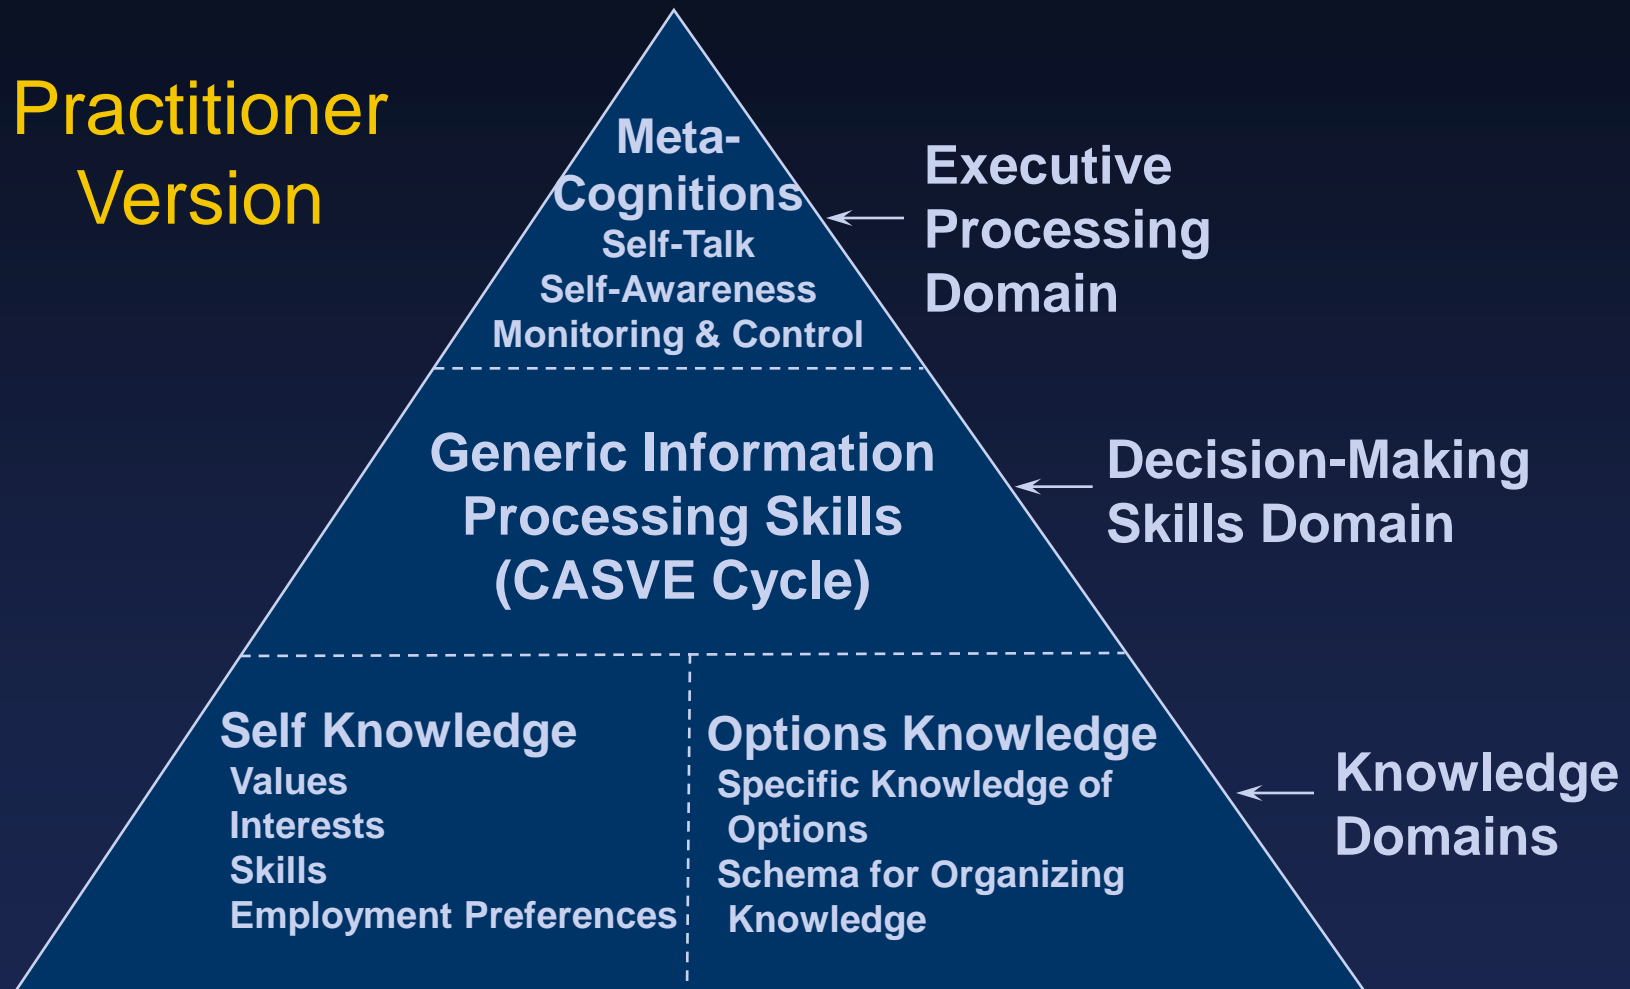 Practitioner
Version
Meta-
Cognitions
Self-Talk
Self-Awareness
Monitoring & Control
Executive
Processing
Domain
Generic Information
Processing Skills
(CASVE Cycle)
Decision-Making
Skills Domain
Self Knowledge
Values
Interests
Skills
Employment Preferences
Options Knowledge
Specific Knowledge of
Options
Schema for Organizing
Knowledge
Knowledge
Domains